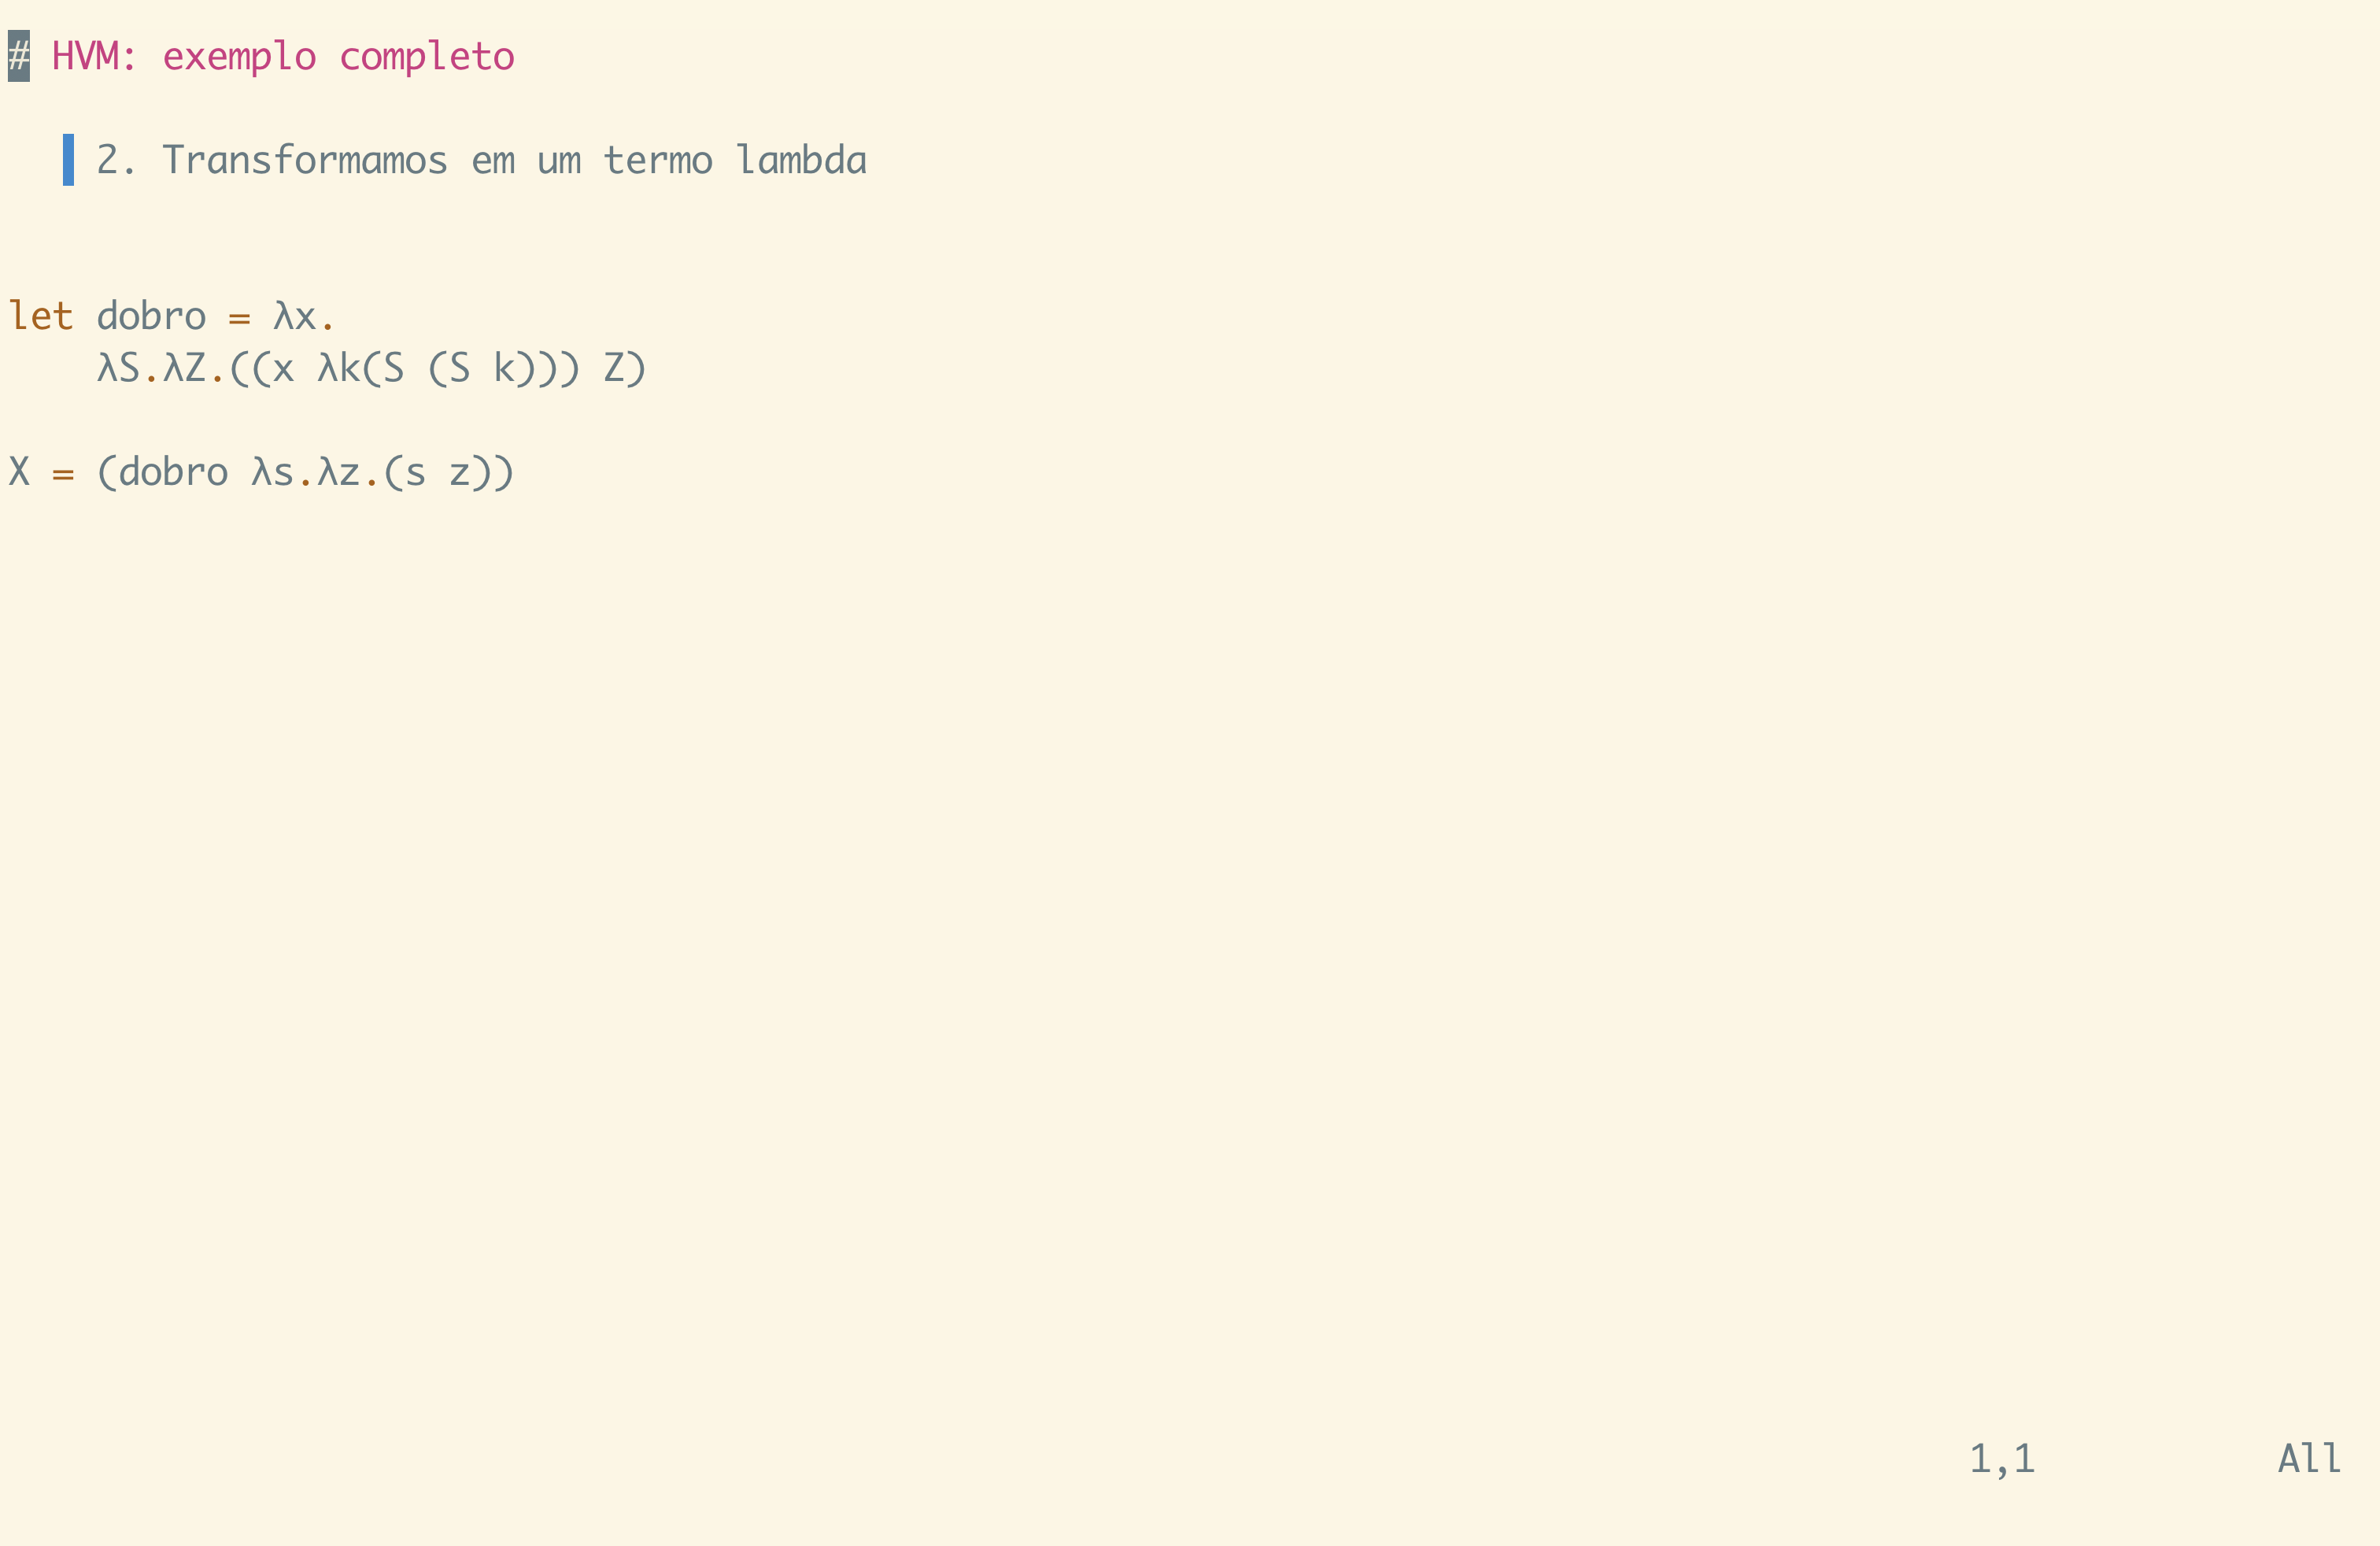 # HVM: exemplo completo
2. Transformamos em um termo lambda
let dobro = λx.
λS.λZ.((x λk(S (S k))) Z)
X = (dobro λs.λz.(s z))
1,1 All